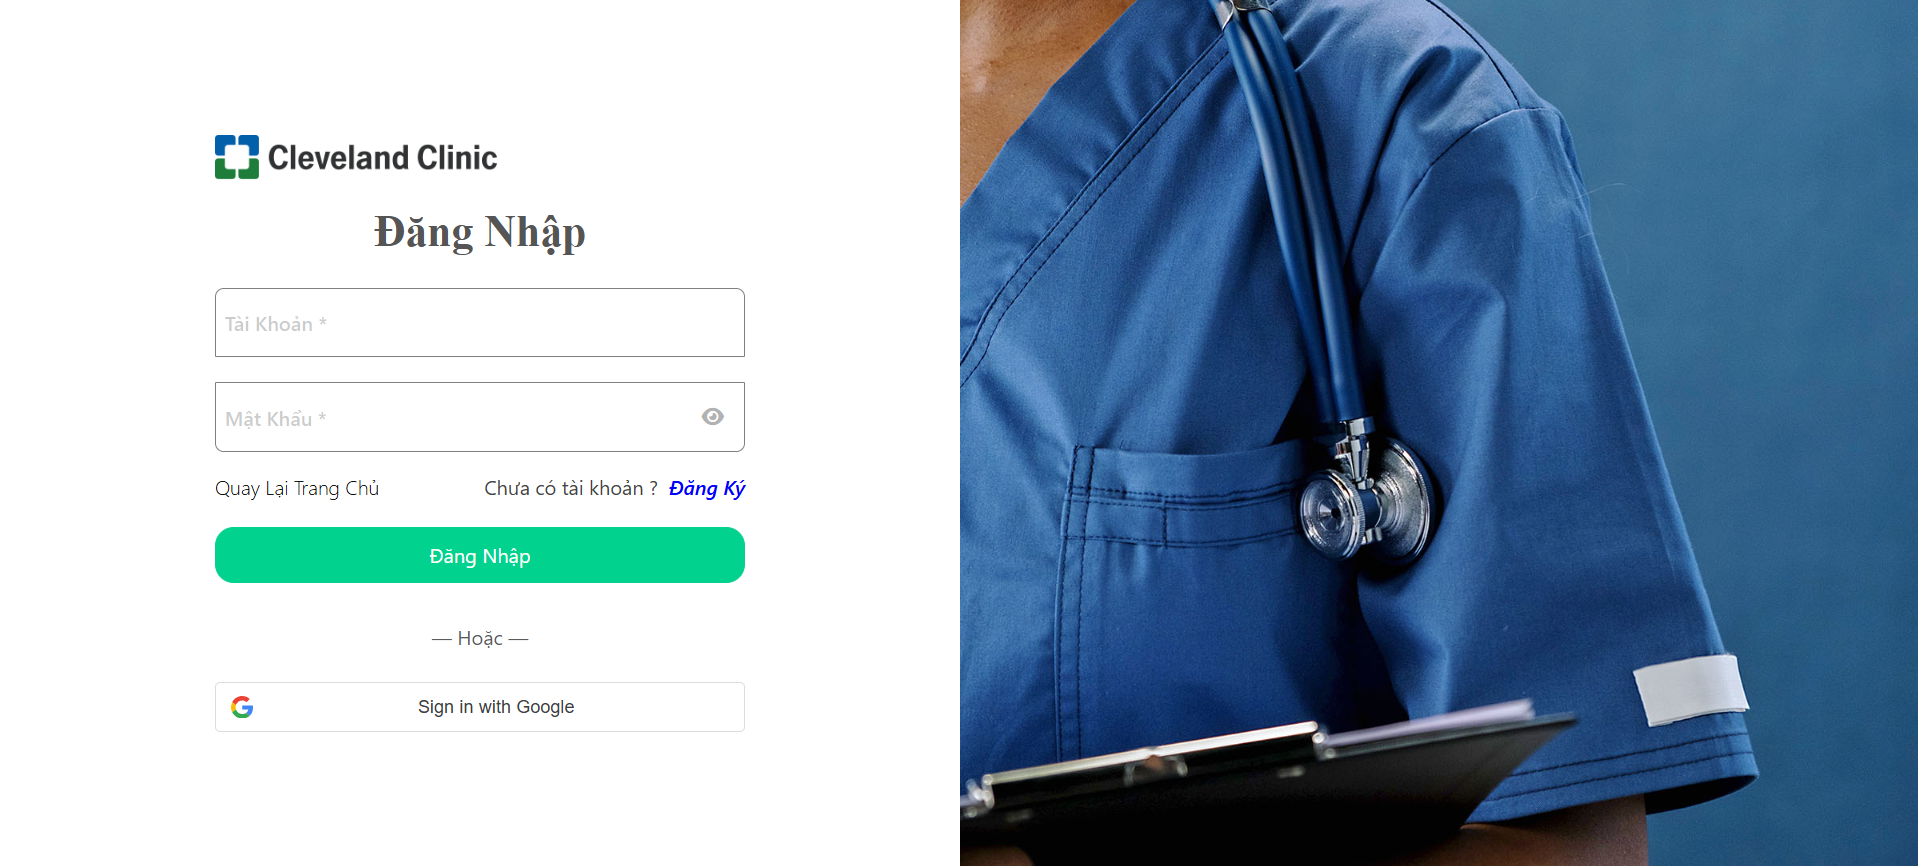 Cleveland Clinic
Đăng Nhập
Tài Khoản *
Mật Khẩu *
Quay Lại Trang Chủ Chưa có tài khoản ? Đăng Ký
Đăng Nhập
— Hoặc —
Sign in with Google